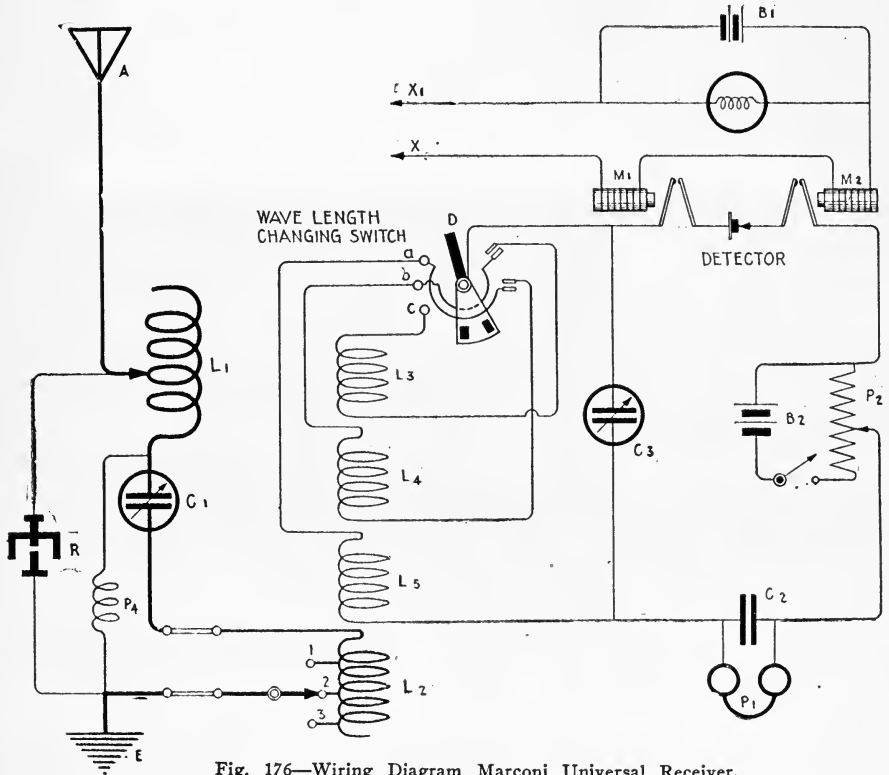 B1
A
X1
X
M1
M2
WAVE LENGTH
CHANGING SWITCH
D
a
b
c
DETECTOR
L1
L3
P2
B2
C3
L4
C1
R
L5
P4
C2
1
2
3
L2
P1
E
Fig. 176—Wiring Diagram Marconi Universal Receiver.